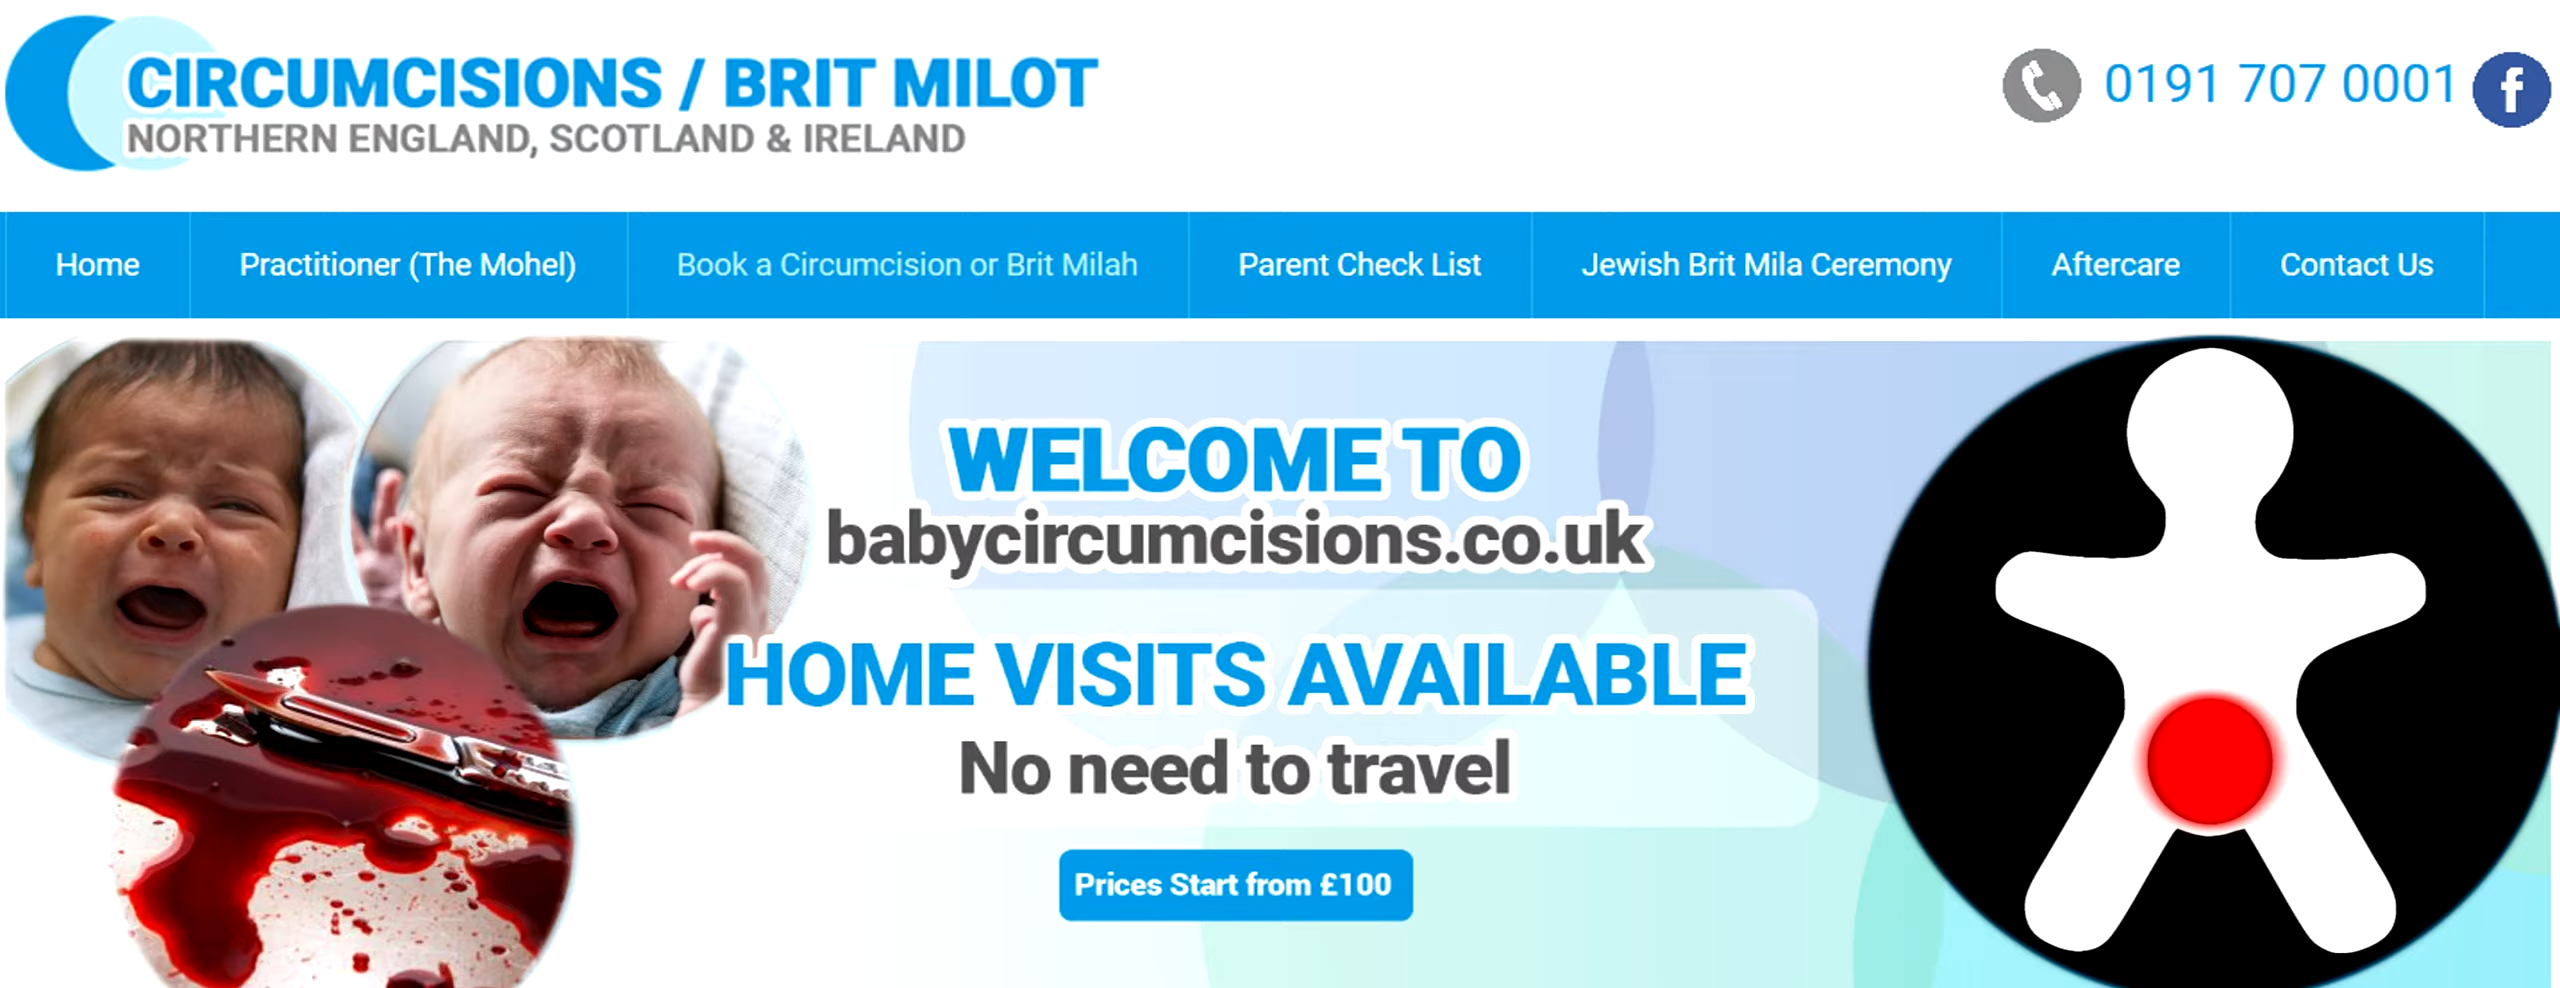 CIRCUMCISIONS / BRIT MILOT
NORTHERN ENGLAND, SCOTLAND & IRELAND
0191 707 0001
f
Home
Practitioner (The Mohel)
Book a Circumcision or Brit Milah
Parent Check List
Jewish Brit Mila Ceremony
Aftercare
Contact Us
WELCOME TO
babycircumcisions.co.uk
HOME VISITS AVAILABLE
No need to travel
Prices Start from £100